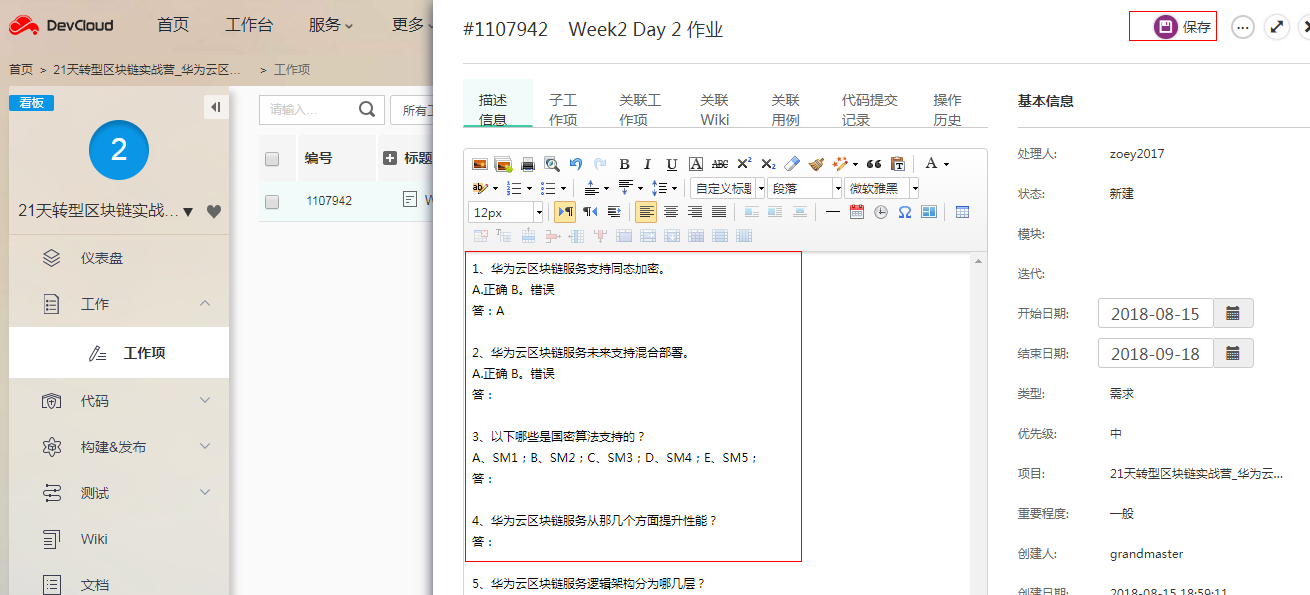 DevCloud
首页
工作台
服务
更多
首页 > 21天转型区块链实战营_华为云区... > 工作项
看板
2
21天转型区块链实战...
仪表盘
工作
工作项
代码
构建&发布
测试
Wiki
文档
请输入...
所有工
编号
标题
1107942
W
#1107942 Week2 Day 2 作业
保存
描述信息
子工作项
关联工作项
关联Wiki
关联用例
代码提交记录
操作历史
自定义标题
段落
微软雅黑
12px
1、华为云区块链服务支持同态加密。
A.正确 B。错误
答：A
2、华为云区块链服务未来支持混合部署。
A.正确 B。错误
答：
3、以下哪些是国密算法支持的？
A、SM1；B、SM2；C、SM3；D、SM4；E、SM5；
答：
4、华为云区块链服务从那几个方面提升性能？
答：
5、华为云区块链服务逻辑架构分为哪几层？
基本信息
处理人: zoey2017
状态: 新建
模块:
迭代:
开始日期: 2018-08-15
结束日期: 2018-09-18
类型: 需求
优先级: 中
项目: 21天转型区块链实战营_华为云...
重要程度: 一般
创建人: grandmaster
创建日期: 2018-08-15 18:59:11